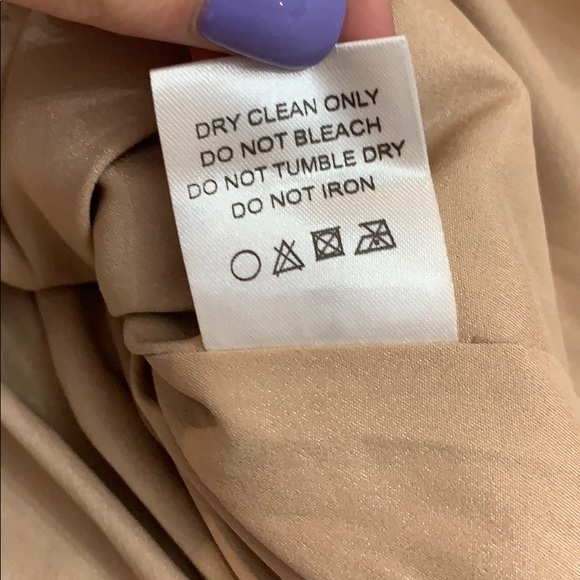 DRY CLEAN ONLY
DO NOT BLEACH
DO NOT TUMBLE DRY
DO NOT IRON